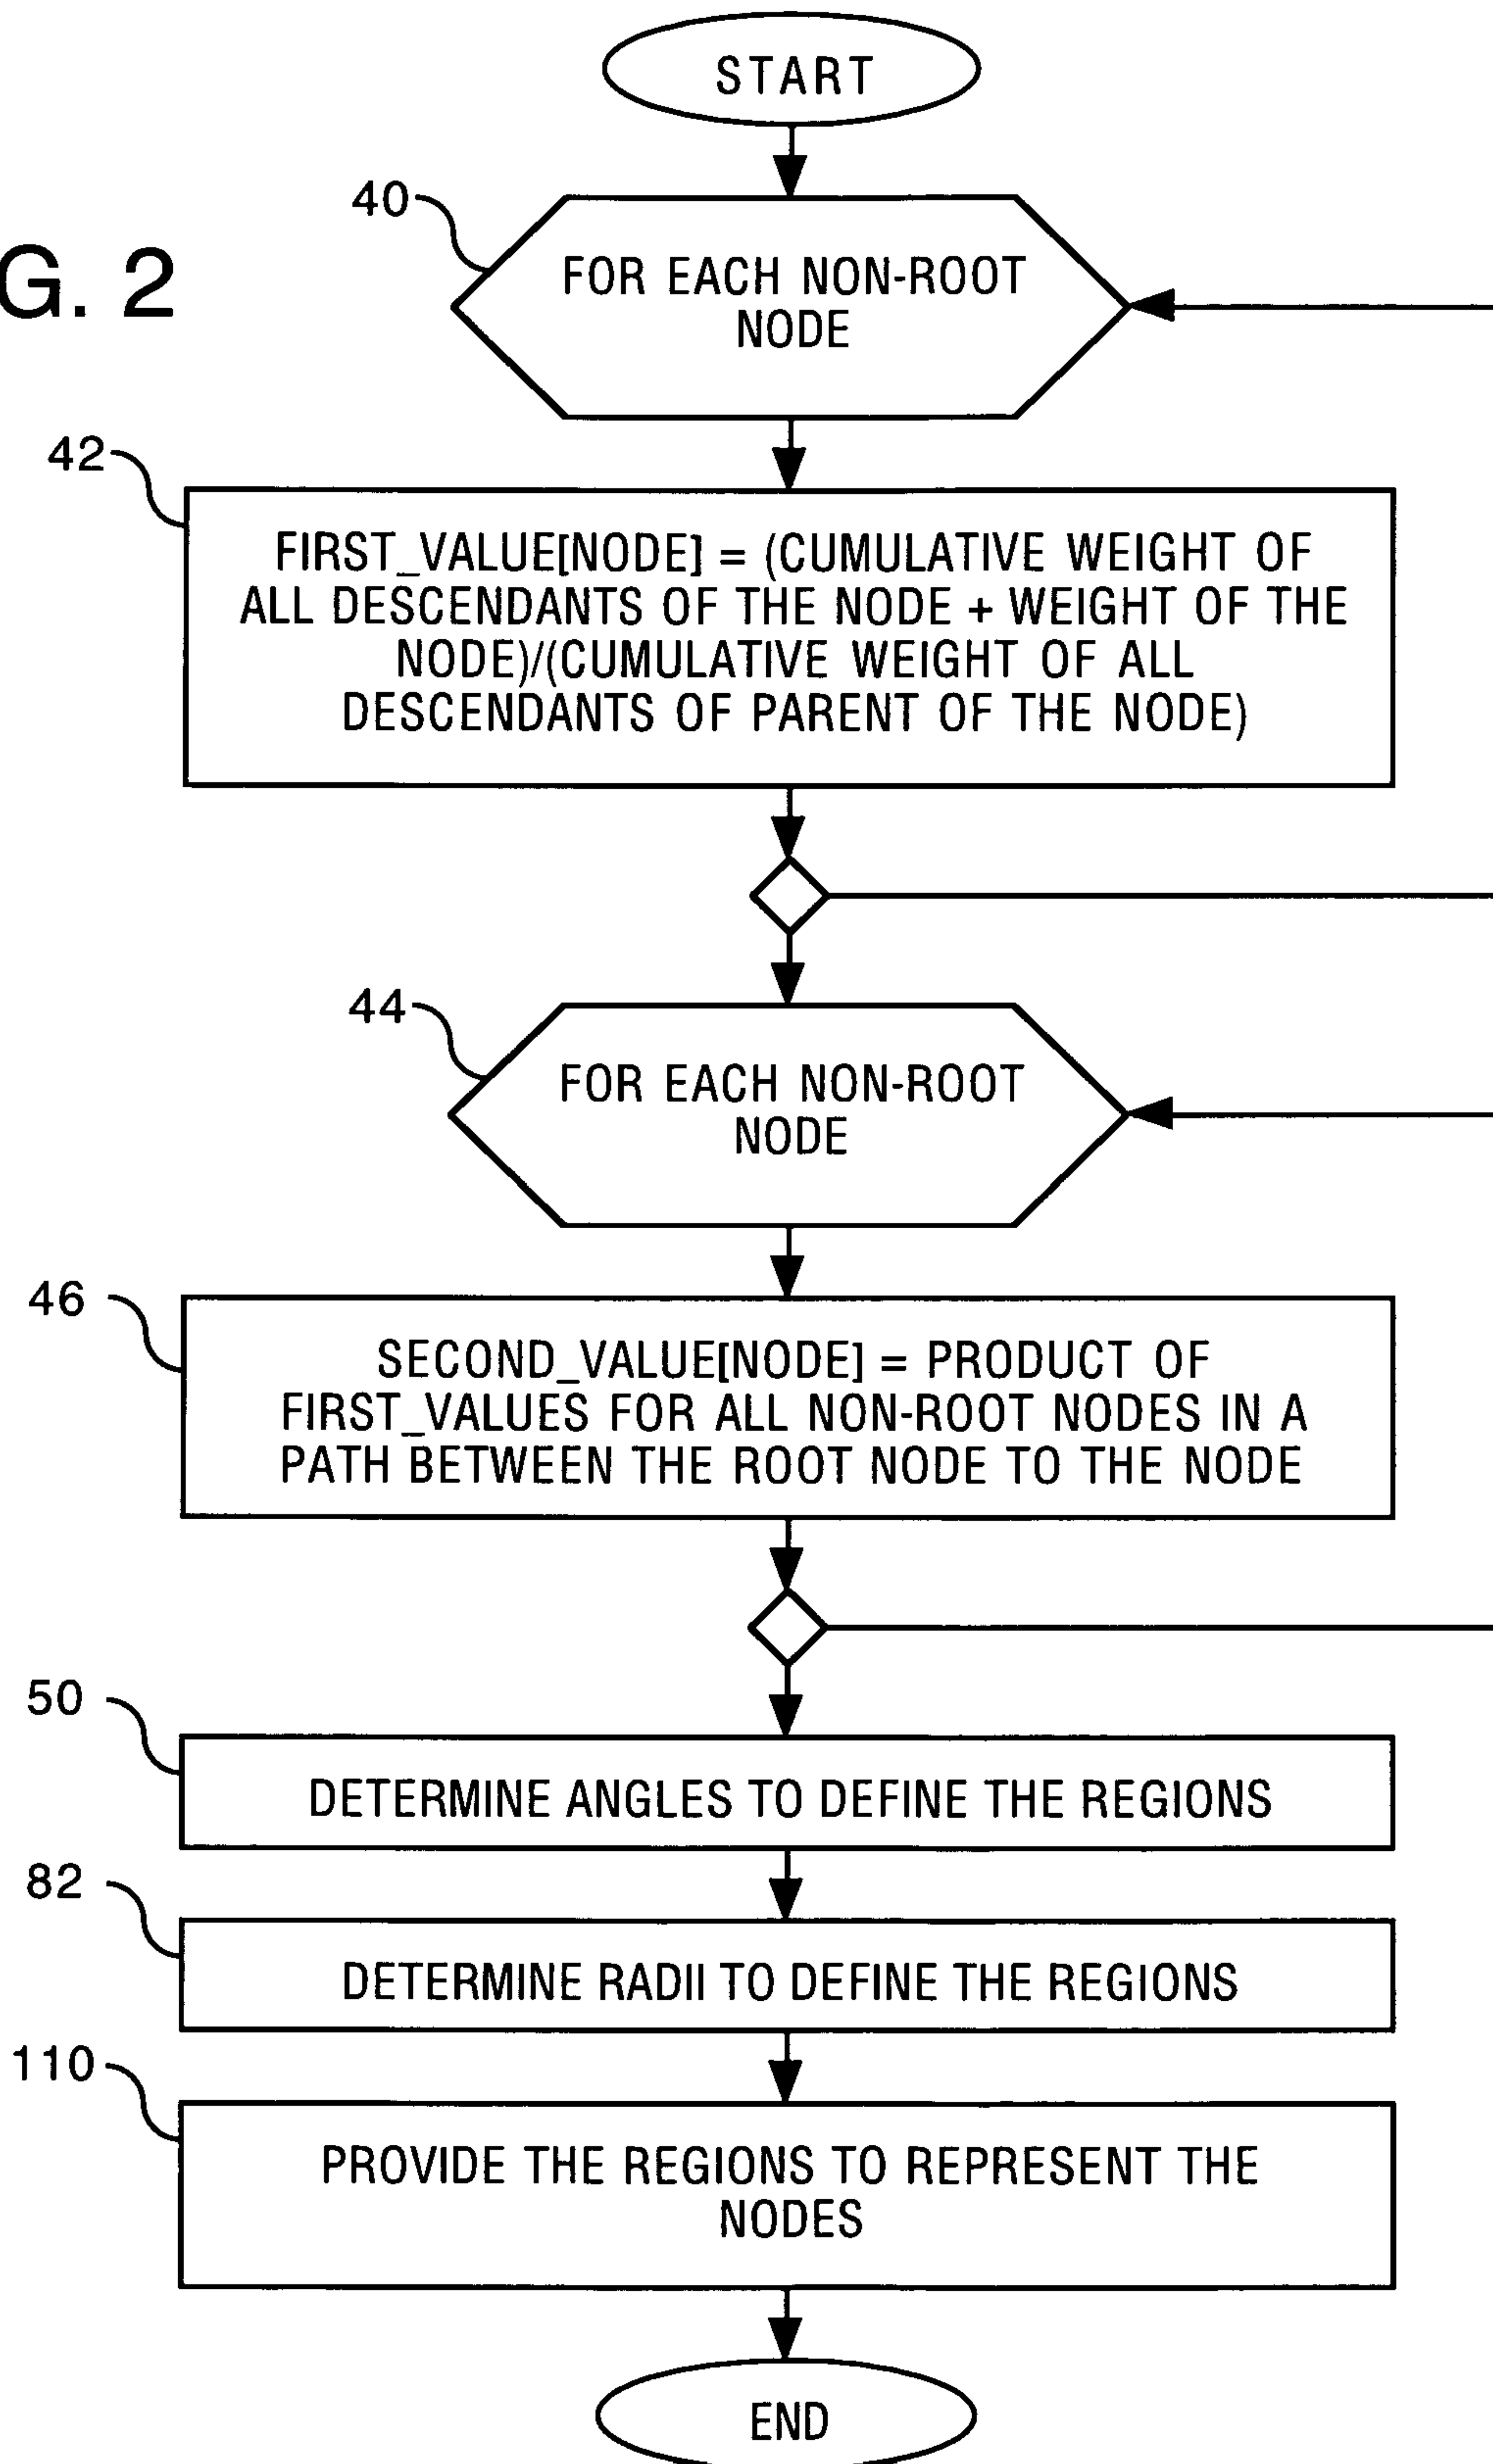 START
40
FOR EACH NON-ROOT
NODE
G. 2
42
FIRST_VALUE[NODE] = (CUMULATIVE WEIGHT OF
ALL DESCENDANTS OF THE NODE + WEIGHT OF THE
NODE)/(CUMULATIVE WEIGHT OF ALL
DESCENDANTS OF PARENT OF THE NODE)
44
FOR EACH NON-ROOT
NODE
46
SECOND_VALUE[NODE] = PRODUCT OF
FIRST_VALUES FOR ALL NON-ROOT NODES IN A
PATH BETWEEN THE ROOT NODE TO THE NODE
50
DETERMINE ANGLES TO DEFINE THE REGIONS
82
DETERMINE RADII TO DEFINE THE REGIONS
110
PROVIDE THE REGIONS TO REPRESENT THE
NODES
END